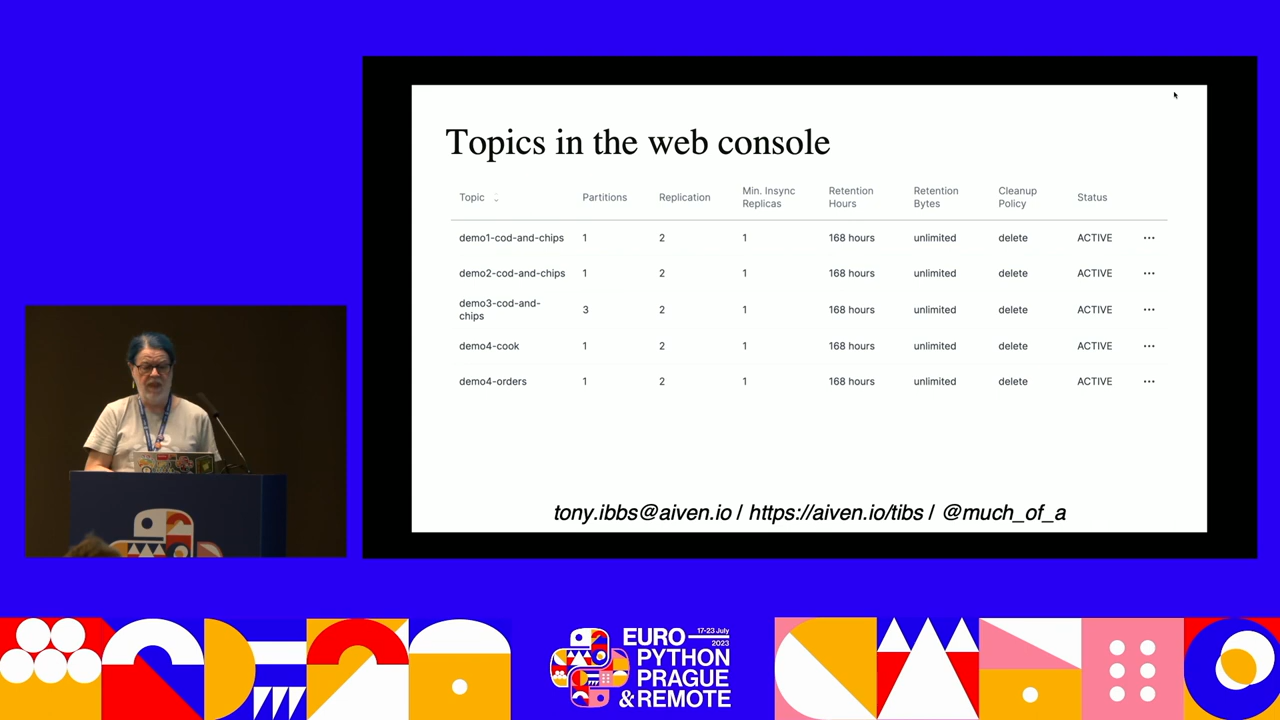 Topics in the web console
Topic Partitions Replication Min. Insync Replicas Retention Hours Retention Bytes Cleanup Policy Status
demo1-cod-and-chips 1 2 1 168 hours unlimited delete ACTIVE ...
demo2-cod-and-chips 1 2 1 168 hours unlimited delete ACTIVE ...
demo3-cod-and-chips 3 2 1 168 hours unlimited delete ACTIVE ...
demo4-cook 1 2 1 168 hours unlimited delete ACTIVE ...
demo4-orders 1 2 1 168 hours unlimited delete ACTIVE ...
tony.ibbs@aiven.io / https://aiven.io/tibs / @much_of_a
EURO 17-23 July 2023
PYTHON
PRAGUE
& REMOTE